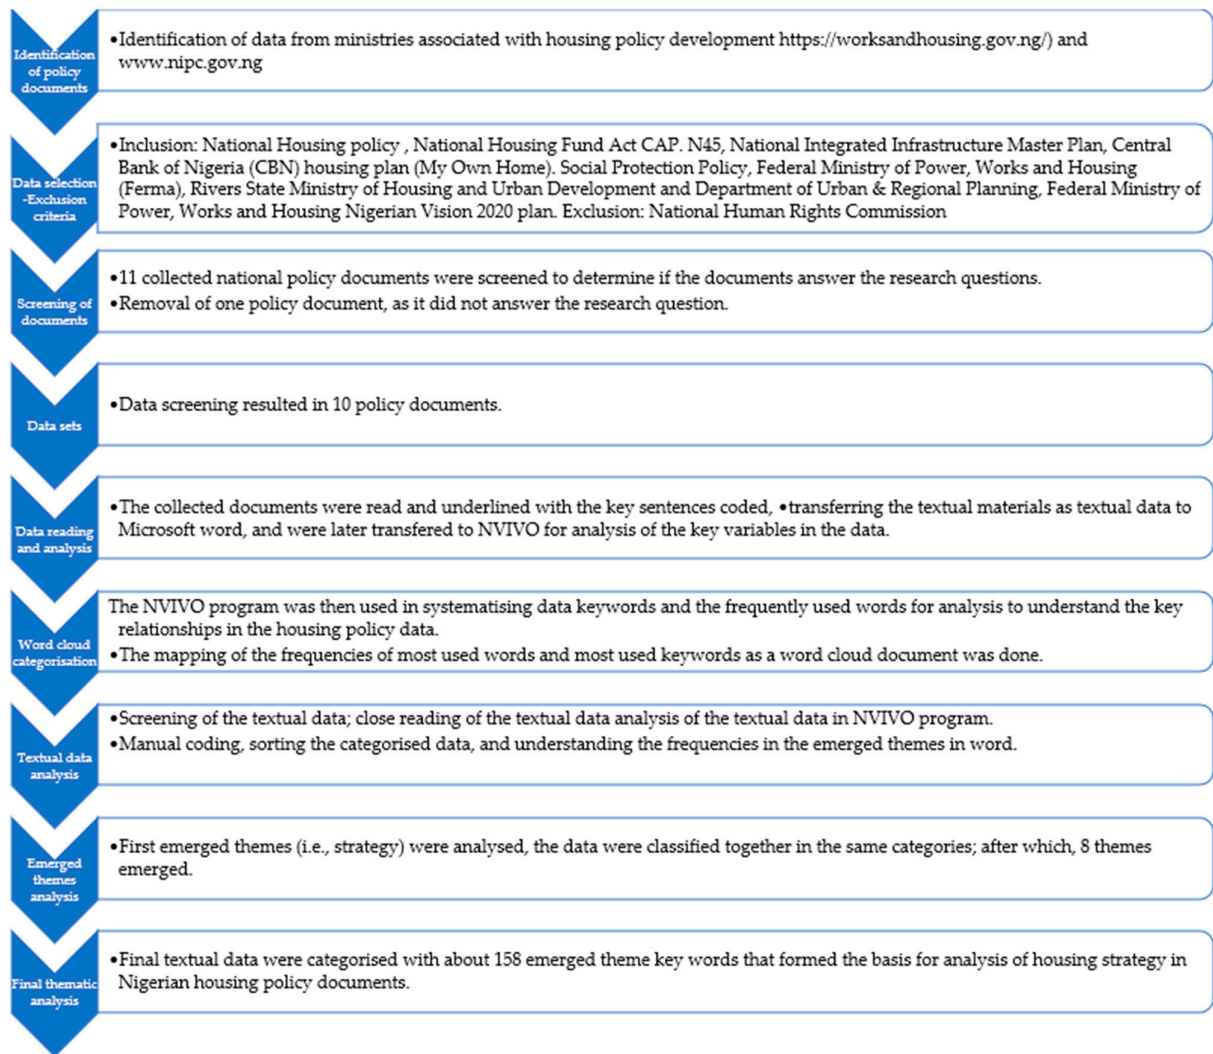 Identification
of policy
documents
•Identification of data from ministries associated with housing policy development https://worksandhousing.gov.ng/) and
www.nipc.gov.ng
Data selection
-Exclusion
criteria
•Inclusion: National Housing policy , National Housing Fund Act CAP. N45, National Integrated Infrastructure Master Plan, Central
Bank of Nigeria (CBN) housing plan (My Own Home). Social Protection Policy, Federal Ministry of Power, Works and Housing
(Ferma), Rivers State Ministry of Housing and Urban Development and Department of Urban & Regional Planning, Federal Ministry of
Power, Works and Housing Nigerian Vision 2020 plan. Exclusion: National Human Rights Commission
Screening of
documents
•11 collected national policy documents were screened to determine if the documents answer the research questions.
•Removal of one policy document, as it did not answer the research question.
Data sets
•Data screening resulted in 10 policy documents.
Data reading
and analysis
•The collected documents were read and underlined with the key sentences coded, •transferring the textual materials as textual data to
Microsoft word, and were later transfered to NVIVO for analysis of the key variables in the data.
Word cloud
categorisation
The NVIVO program was then used in systematising data keywords and the frequently used words for analysis to understand the key
relationships in the housing policy data.
•The mapping of the frequencies of most used words and most used keywords as a word cloud document was done.
Textual data
analysis
•Screening of the textual data; close reading of the textual data analysis of the textual data in NVIVO program.
•Manual coding, sorting the categorised data, and understanding the frequencies in the emerged themes in word.
Emerged
themes
analysis
•First emerged themes (i.e., strategy) were analysed, the data were classified together in the same categories; after which, 8 themes
emerged.
Final thematic
analysis
•Final textual data were categorised with about 158 emerged theme key words that formed the basis for analysis of housing strategy in
Nigerian housing policy documents.